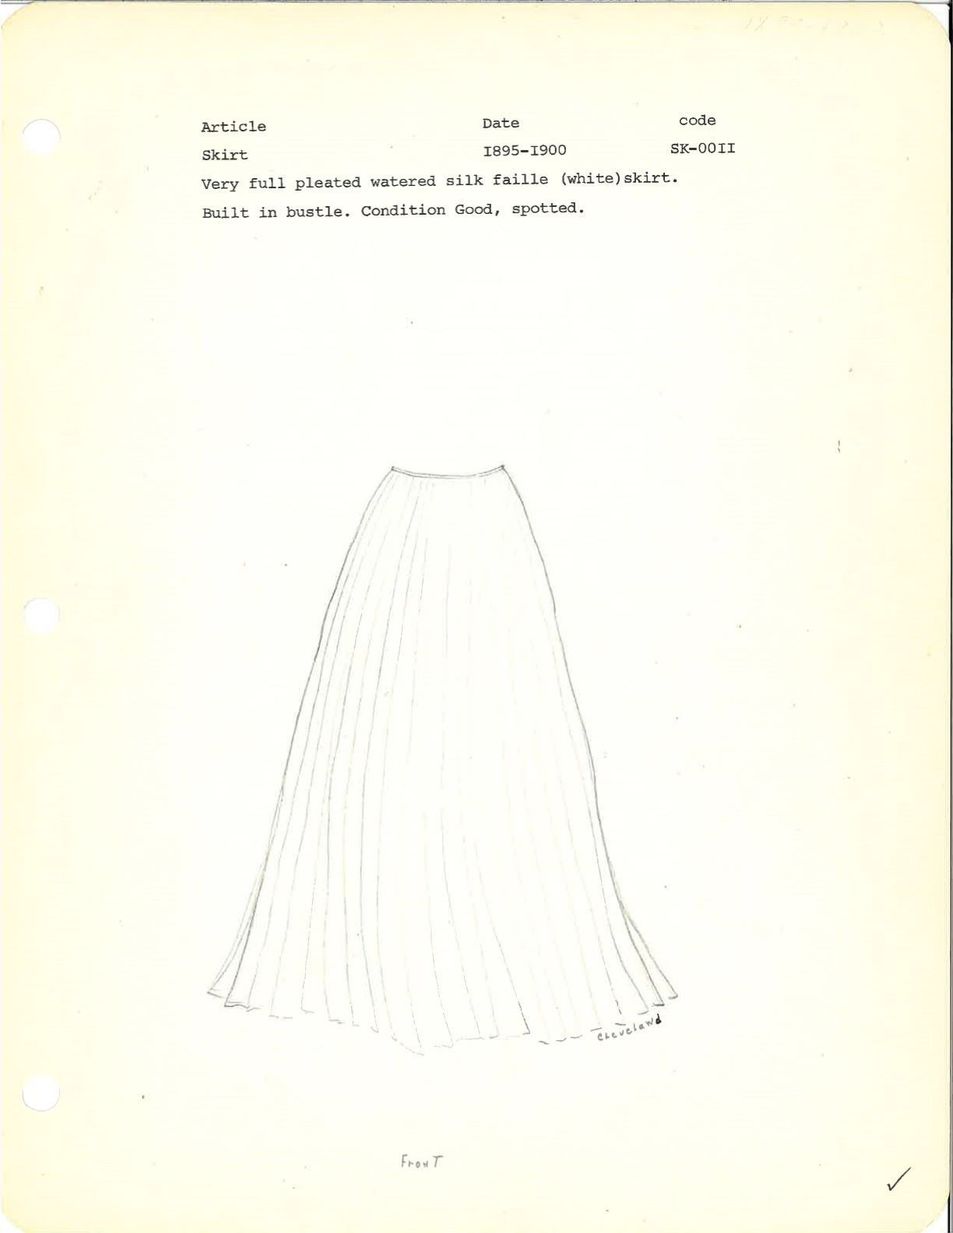 Article Date code
Skirt I895-I900 SK-00II
Very full pleated watered silk faille (white)skirt.
Built in bustle. Condition Good, spotted.
Cleveland
FronT